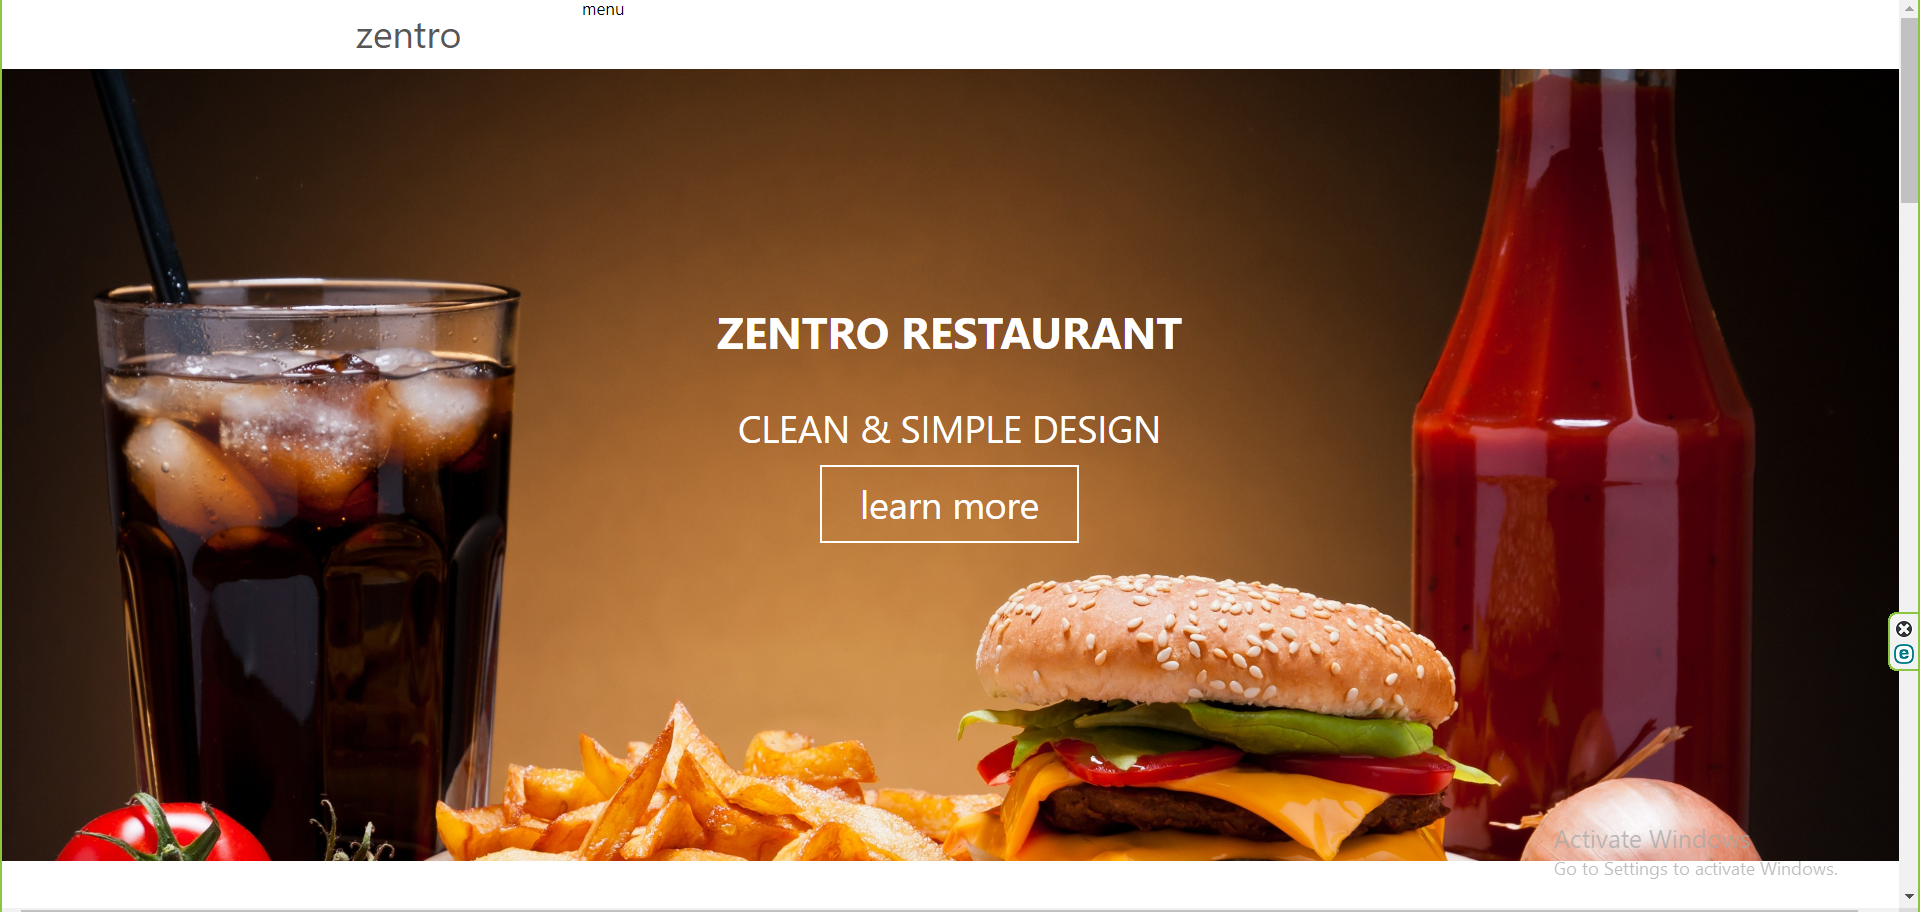 menu
zentro
ZENTRO RESTAURANT
CLEAN & SIMPLE DESIGN
learn more
e
Activate Windows
Go to Settings to activate Windows.